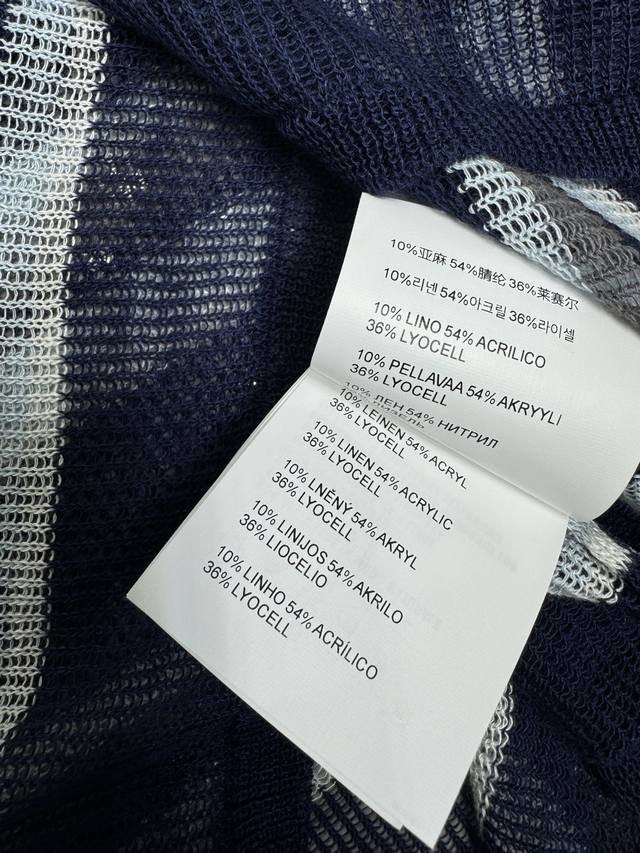 10%亚麻 54%腈纶 36%莱赛尔
10%리넨 54%아크릴 36%라이셀
10% LINO 54% ACRILICO
36% LYOCELL
10% PELLAVAA 54% AKRYYLI
36% LYOCELL
10% ЛЕН 54% НИТРИЛ
10% LEINEN 54% ACRYL
36% LYOCELL
10% LINEN 54% ACRYLIC
36% LYOCELL
10% LNĚNÝ 54% AKRYL
36% LYOCELL
10% LINIJOS 54% AKRILO
36% LIOCELIO
10% LINHO 54% ACRÍLICO
36% LYOCELL